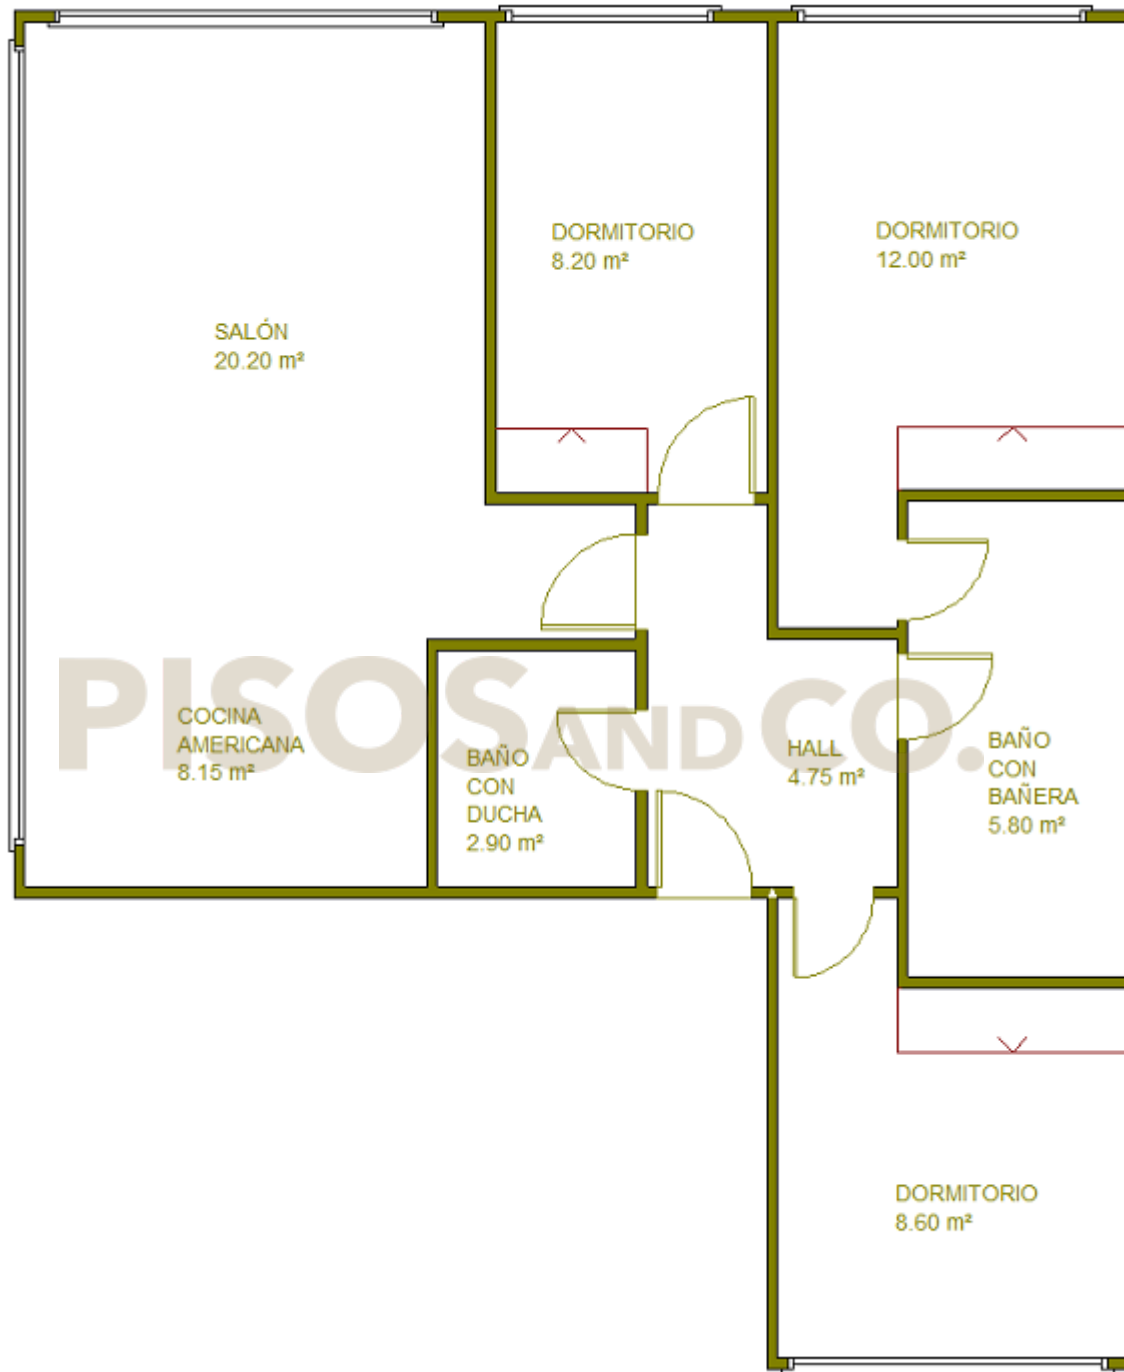 DORMITORIO
8.20 m²
DORMITORIO
12.00 m²
SALÓN
20.20 m²
PISOS AND CO.
COCINA
AMERICANA
8.15 m²
BAÑO
CON
DUCHA
2.90 m²
HALL
4.75 m²
BAÑO
CON
BAÑERA
5.80 m²
DORMITORIO
8.60 m²